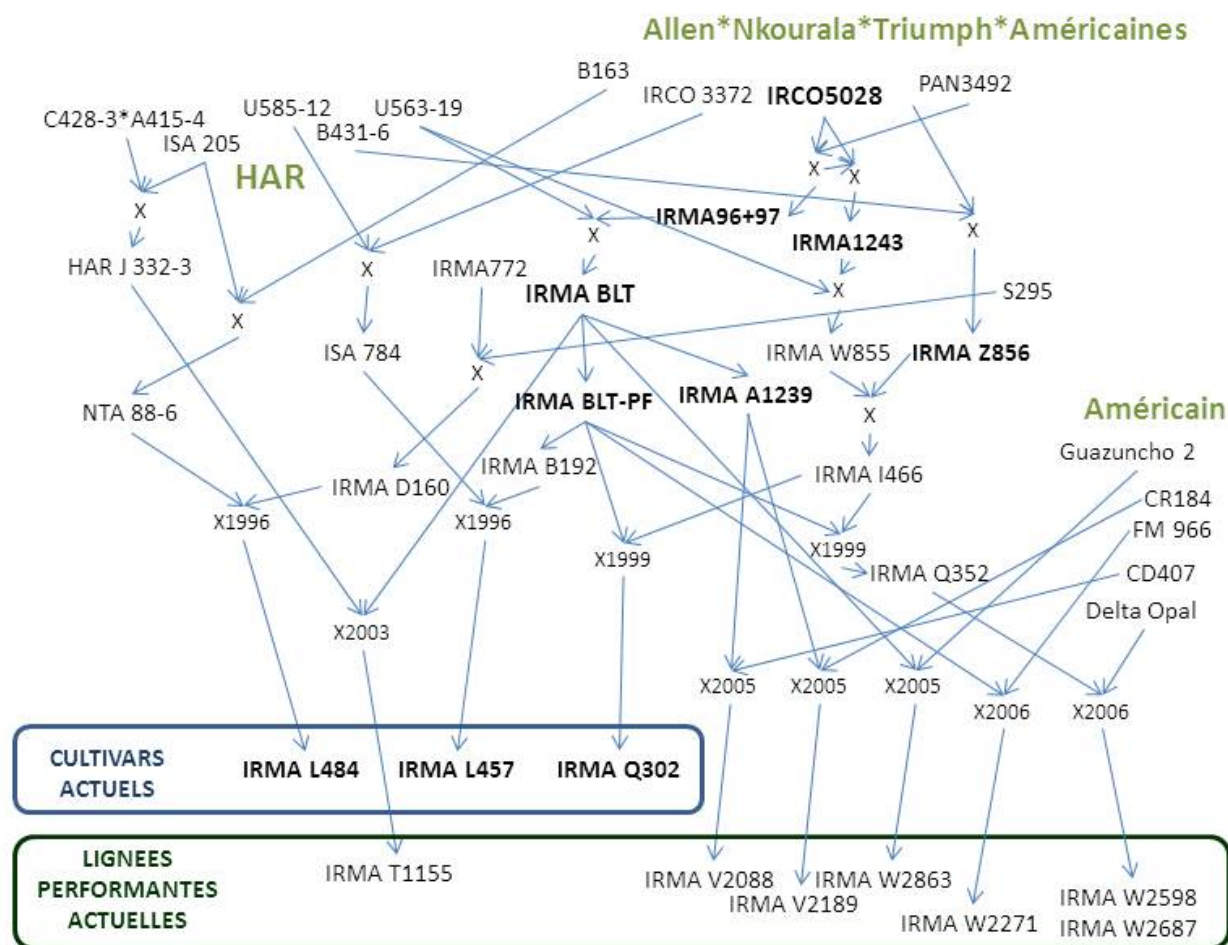 Allen*Nkourala*Triumph*Américaines
B163
PAN3492
IRCO 3372
IRCO5028
U585-12
U563-19
C428-3*A415-4
B431-6
ISA 205
HAR
X
X
X
IRMA96+97
X
X
IRMA1243
HAR J 332-3
X
IRMA772
IRMA BLT
X
S295
X
ISA 784
IRMA W855
IRMA Z856
X
IRMA A1239
IRMA BLT-PF
NTA 88-6
X
Américain
Guazuncho 2
IRMA B192
IRMA I466
IRMA D160
CR184
X1996
X1996
FM 966
X1999
X1999
IRMA Q352
CD407
Delta Opal
X2003
X2005
X2005
X2005
X2006
X2006
CULTIVARS
ACTUELS
IRMA L484
IRMA L457
IRMA Q302
LIGNEES
PERFORMANTES
ACTUELLES
IRMA T1155
IRMA V2088
IRMA W2863
IRMA V2189
IRMA W2271
IRMA W2598
IRMA W2687